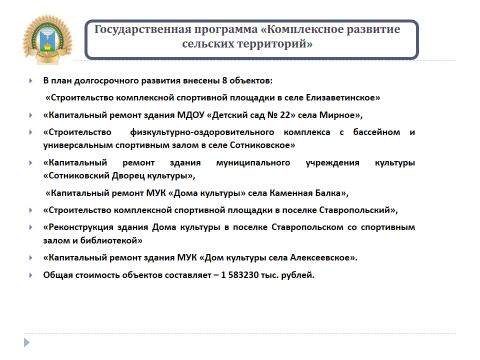 Государственная программа «Комплексное развитие
сельских территорий»
В план долгосрочного развития внесены 8 объектов:
«Строительство комплексной спортивной площадки в селе Елизаветинское»
«Капитальный ремонт здания МДОУ «Детский сад № 22» села Мирное»,
«Строительство физкультурно-оздоровительного комплекса с бассейном и
универсальным спортивным залом в селе Сотниковское»
«Капитальный ремонт здания муниципального учреждения культуры
«Сотниковский Дворец культуры»,
«Капитальный ремонт МУК «Дома культуры» села Каменная Балка»,
«Строительство комплексной спортивной площадки в поселке Ставропольский»,
«Реконструкция здания Дома культуры в поселке Ставропольском со спортивным
залом и библиотекой»
«Капитальный ремонт здания МУК «Дом культуры села Алексеевское».
Общая стоимость объектов составляет – 1 583230 тыс. рублей.